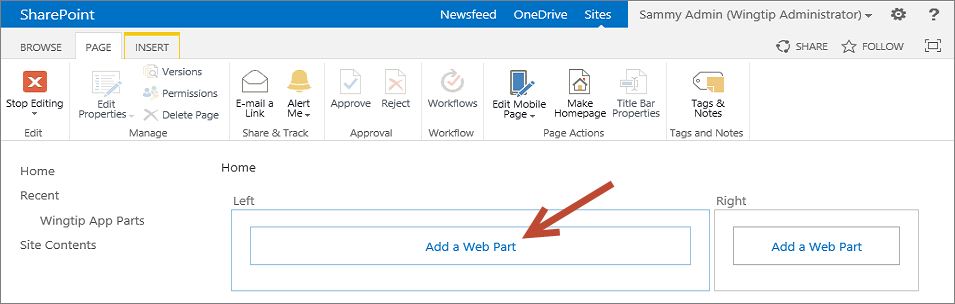 SharePoint Newsfeed OneDrive Sites Sammy Admin (Wingtip Administrator) ?
BROWSE PAGE INSERT SHARE FOLLOW
Stop Editing
Edit
Edit Properties
Versions
Permissions
Delete Page
Manage
E-mail a Link
Alert Me
Share & Track
Approve
Reject
Approval
Workflows
Workflow
Edit Mobile Page
Make Homepage
Title Bar Properties
Page Actions
Tags & Notes
Tags and Notes
Home
Recent
Wingtip App Parts
Site Contents
Home
Left
Add a Web Part
Right
Add a Web Part